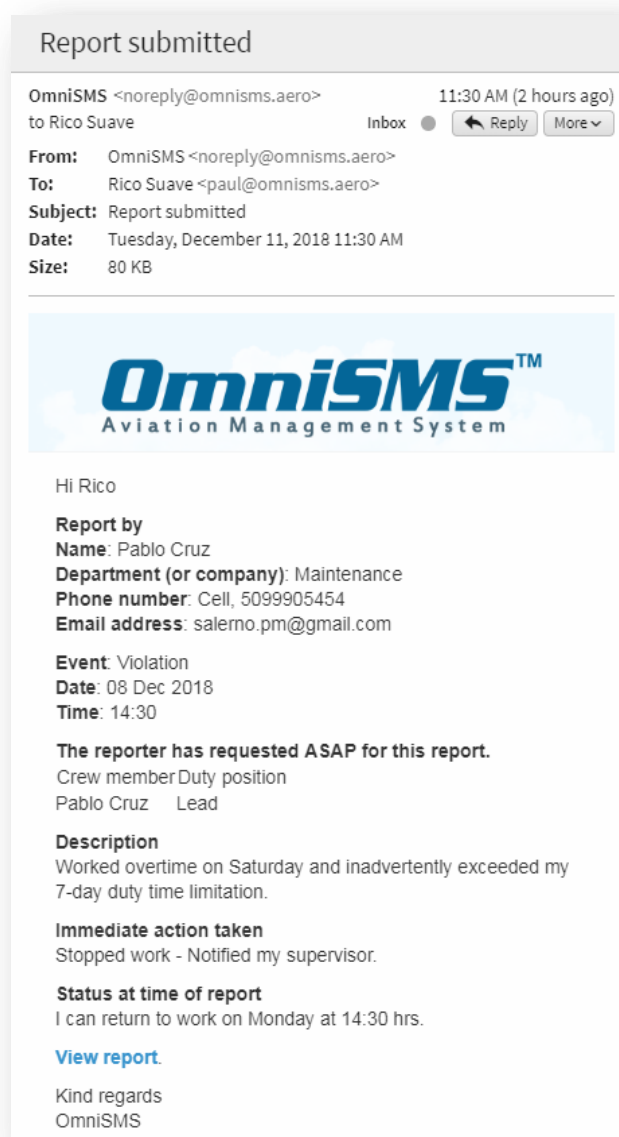 Report submitted
OmniSMS <noreply@omnisms.aero> 11:30 AM (2 hours ago)
to Rico Suave Inbox Reply More
From: OmniSMS <noreply@omnisms.aero>
To: Rico Suave <paul@omnisms.aero>
Subject: Report submitted
Date: Tuesday, December 11, 2018 11:30 AM
Size: 80 KB
OmniSMS™
Aviation Management System
Hi Rico
Report by
Name: Pablo Cruz
Department (or company): Maintenance
Phone number: Cell, 5099905454
Email address: salerno.pm@gmail.com
Event: Violation
Date: 08 Dec 2018
Time: 14:30
The reporter has requested ASAP for this report.
Crew member Duty position
Pablo Cruz Lead
Description
Worked overtime on Saturday and inadvertently exceeded my
7-day duty time limitation.
Immediate action taken
Stopped work - Notified my supervisor.
Status at time of report
I can return to work on Monday at 14:30 hrs.
View report.
Kind regards
OmniSMS